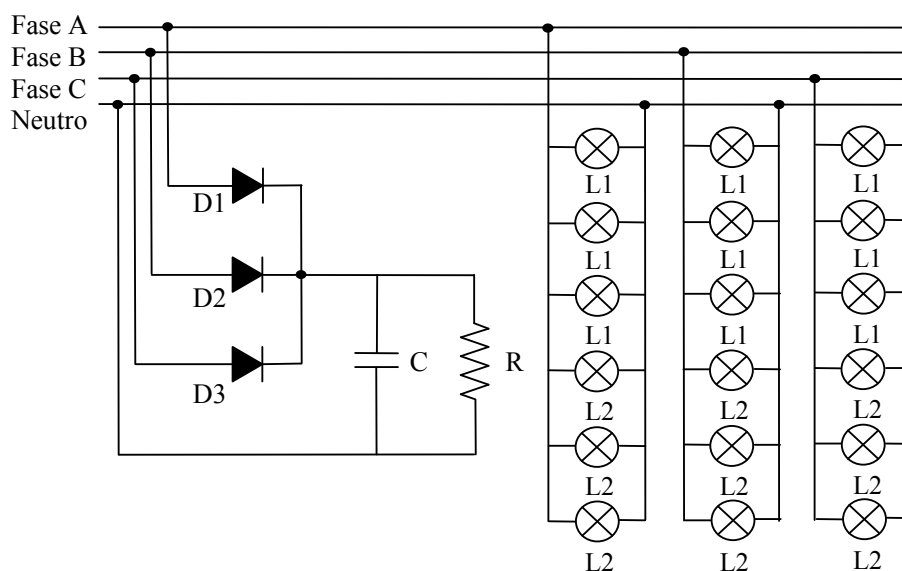 Fase A
Fase B
Fase C
Neutro
L1 L1 L1
D1
L1 L1 L1
D2
L1 L1 L1
C R
D3
L2 L2 L2
L2 L2 L2
L2 L2 L2